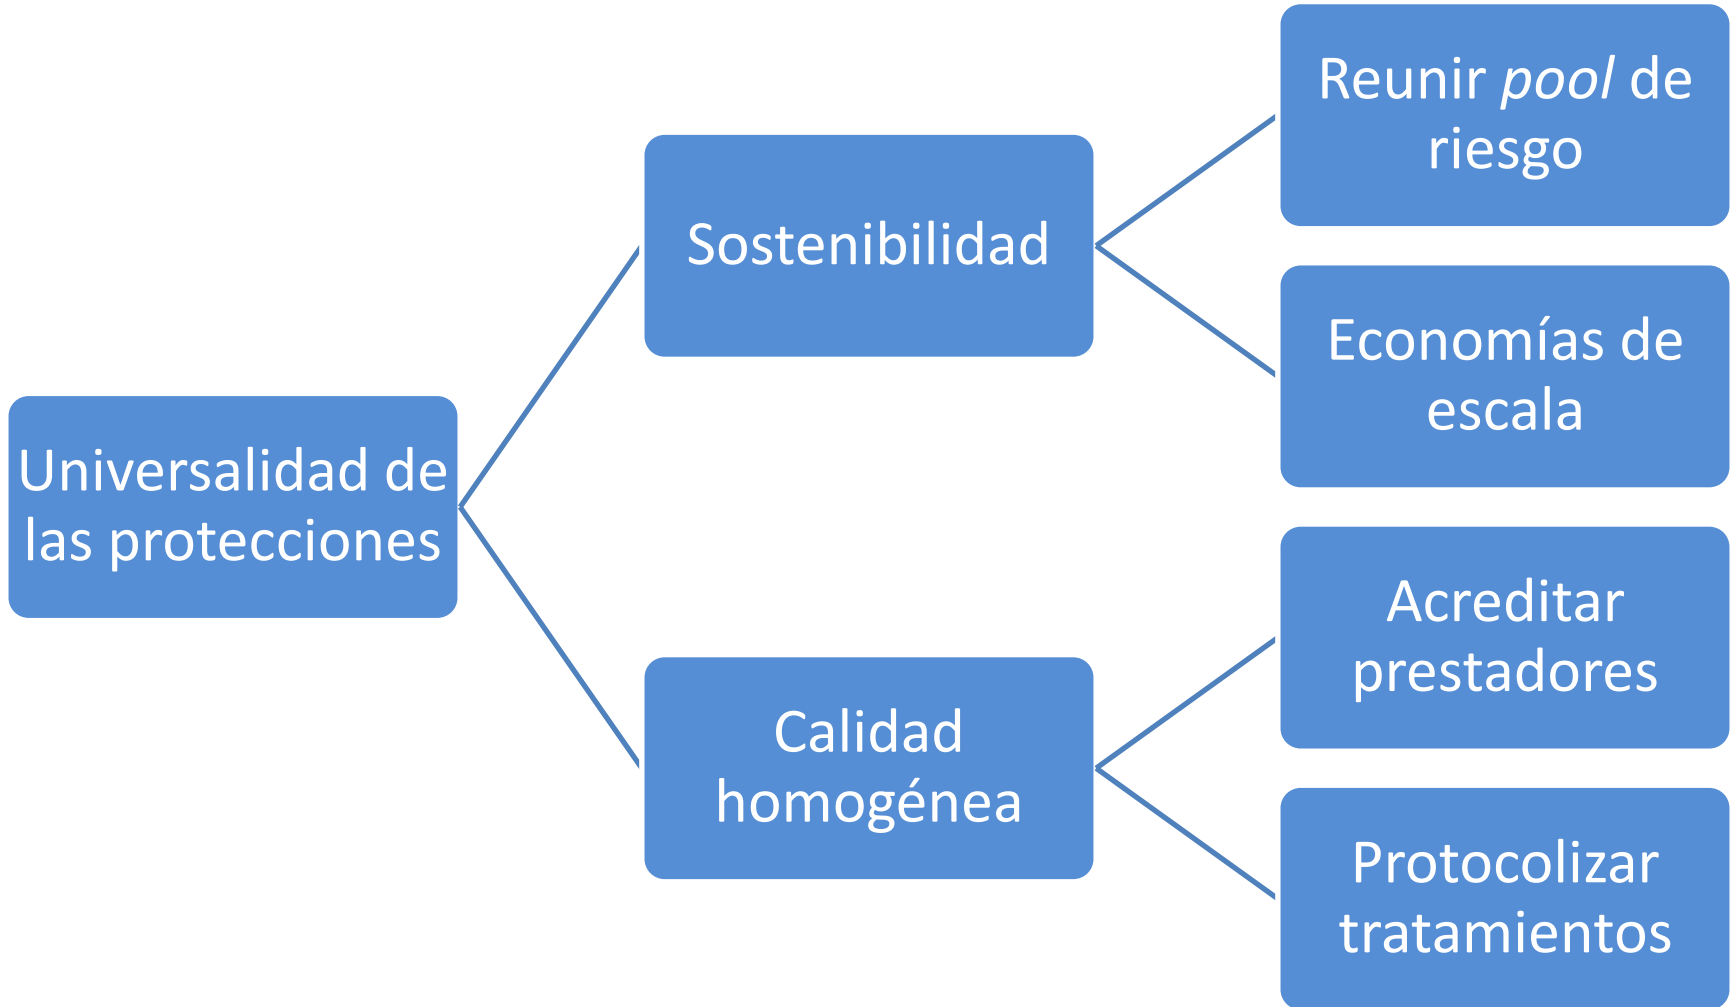 Universalidad de
las protecciones
Sostenibilidad
Reunir pool de
riesgo
Economías de
escala
Calidad
homogénea
Acreditar
prestadores
Protocolizar
tratamientos